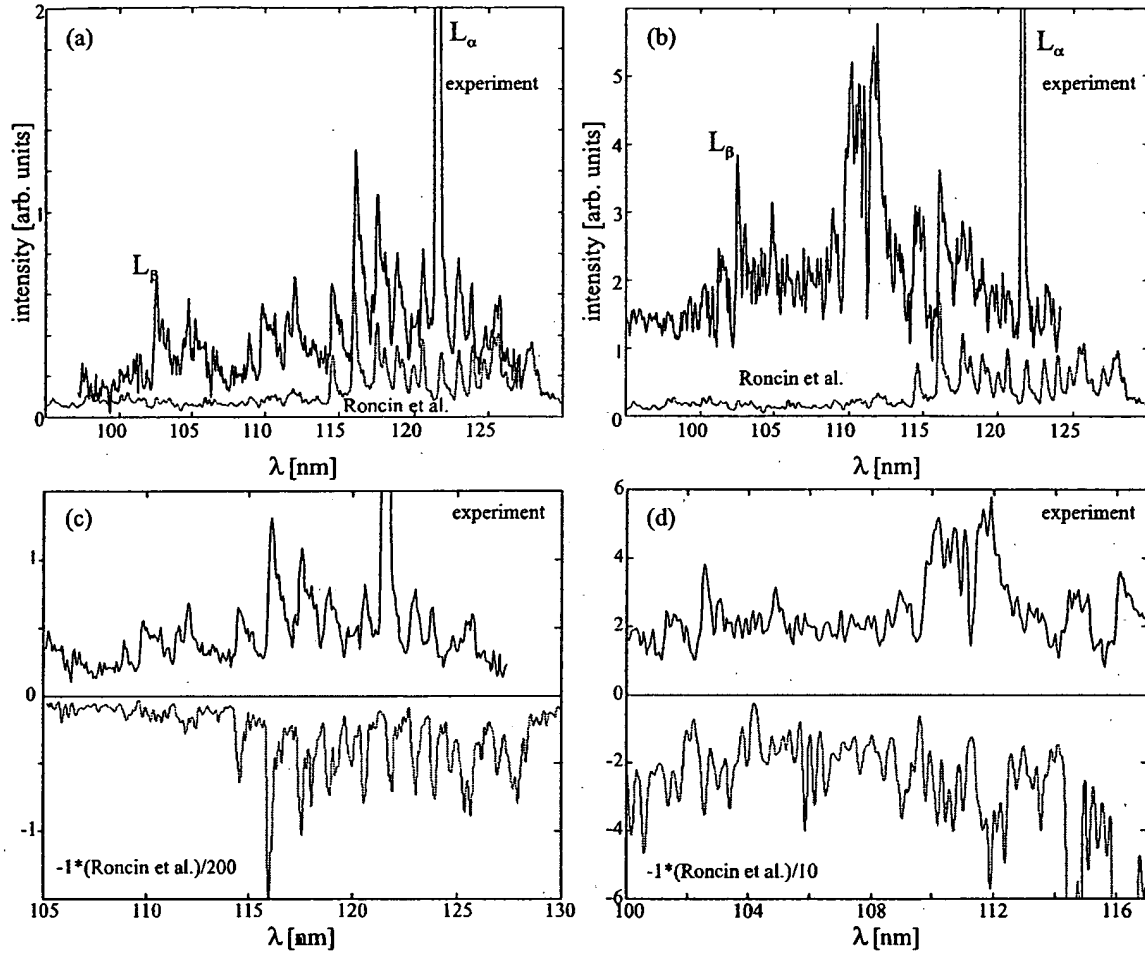 (a)
L_α
experiment
L_β
Roncin et al.
intensity [arb. units]
2
1
0
100 105 110 115 120 125
λ [nm]
(b)
L_α
experiment
L_β
Roncin et al.
intensity [arb. units]
5
4
3
2
1
0
100 105 110 115 120 125
λ [nm]
(c)
experiment
1
0
-1
-1*(Roncin et al.)/200
105 110 115 120 125 130
λ [nm]
(d)
experiment
6
4
2
0
-2
-4
-6
-1*(Roncin et al.)/10
100 104 108 112 116
λ [nm]